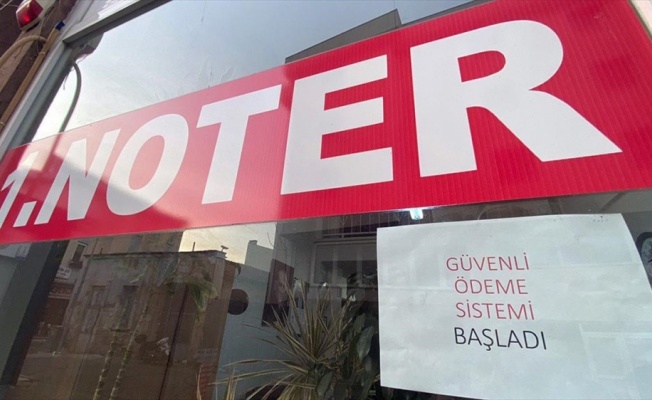 1.NOTER
GÜVENLİ
ÖDEME
SİSTEMİ
BAŞLADI